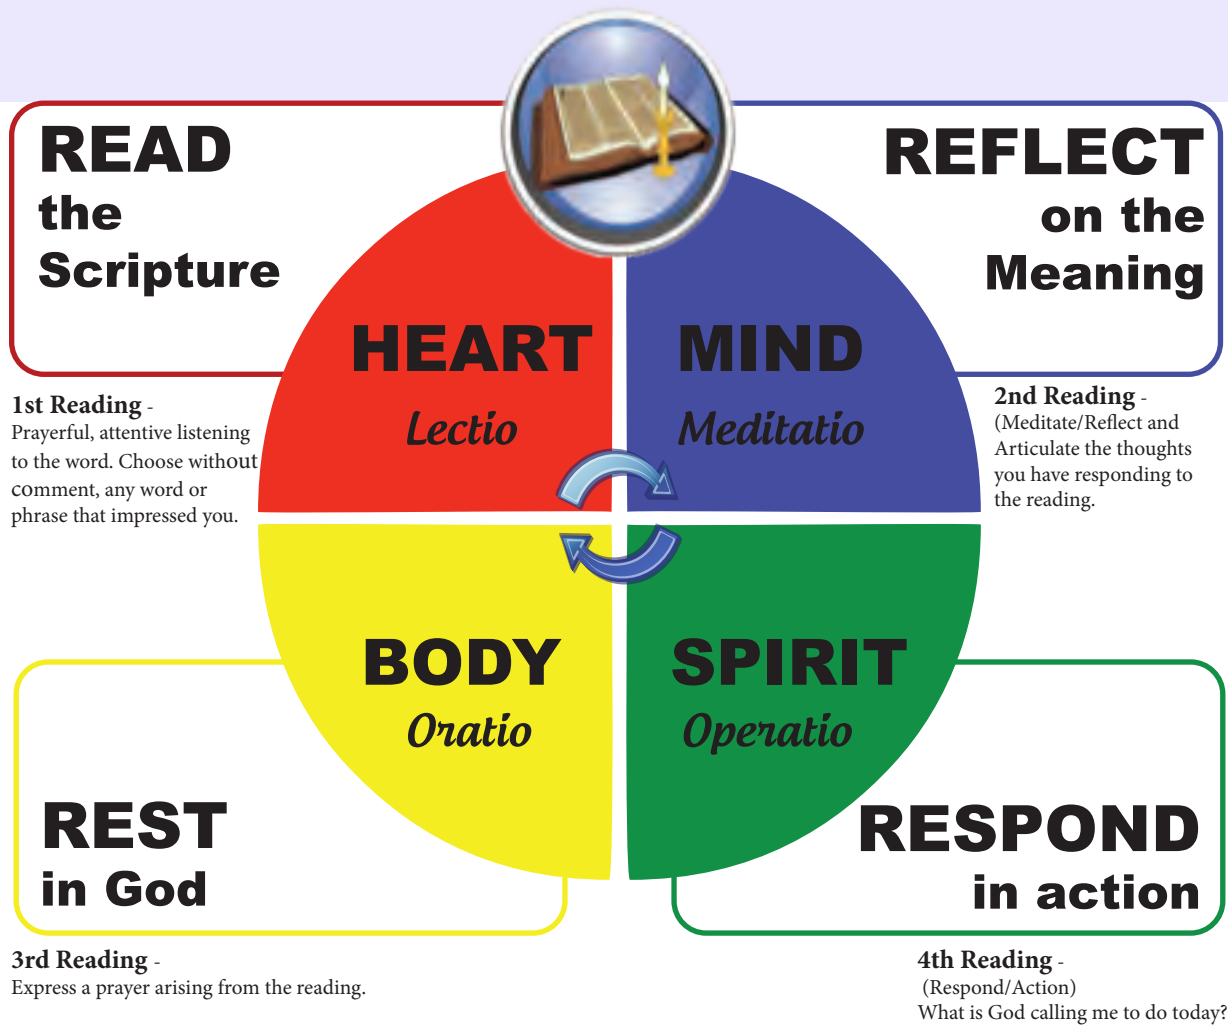 READ
the
Scripture
REFLECT
on the
Meaning
HEART
Lectio
MIND
Meditatio
1st Reading -
Prayerful, attentive listening
to the word. Choose without
comment, any word or
phrase that impressed you.
2nd Reading -
(Meditate/Reflect and
Articulate the thoughts
you have responding to
the reading.
BODY
Oratio
SPIRIT
Operatio
REST
in God
RESPOND
in action
3rd Reading -
Express a prayer arising from the reading.
4th Reading -
(Respond/Action)
What is God calling me to do today?